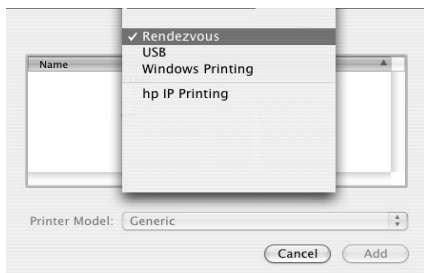 ✓ Rendezvous
USB
Windows Printing
hp IP Printing
Name
Printer Model: Generic
Cancel Add